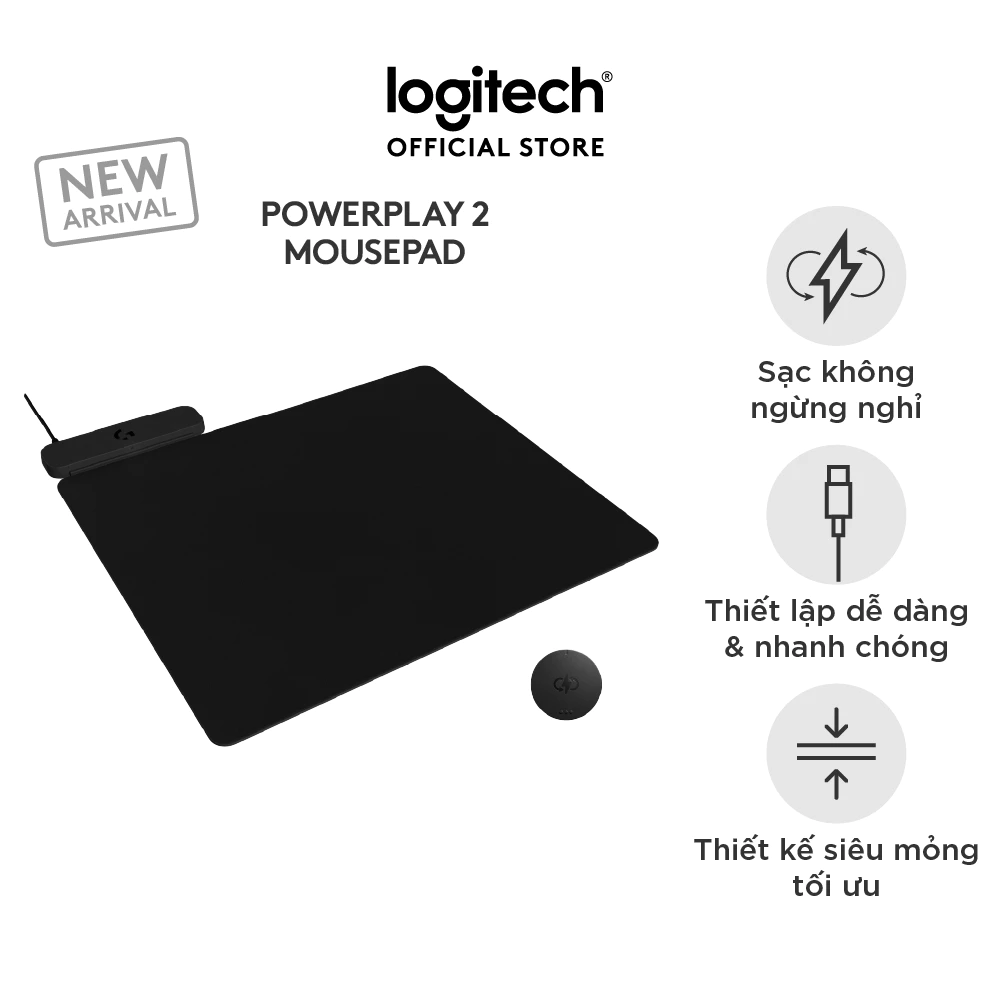 logitech®
OFFICIAL STORE
NEW
ARRIVAL
POWERPLAY 2
MOUSEPAD
Sạc không
ngừng nghỉ
Thiết lập dễ dàng
& nhanh chóng
Thiết kế siêu mỏng
tối ưu